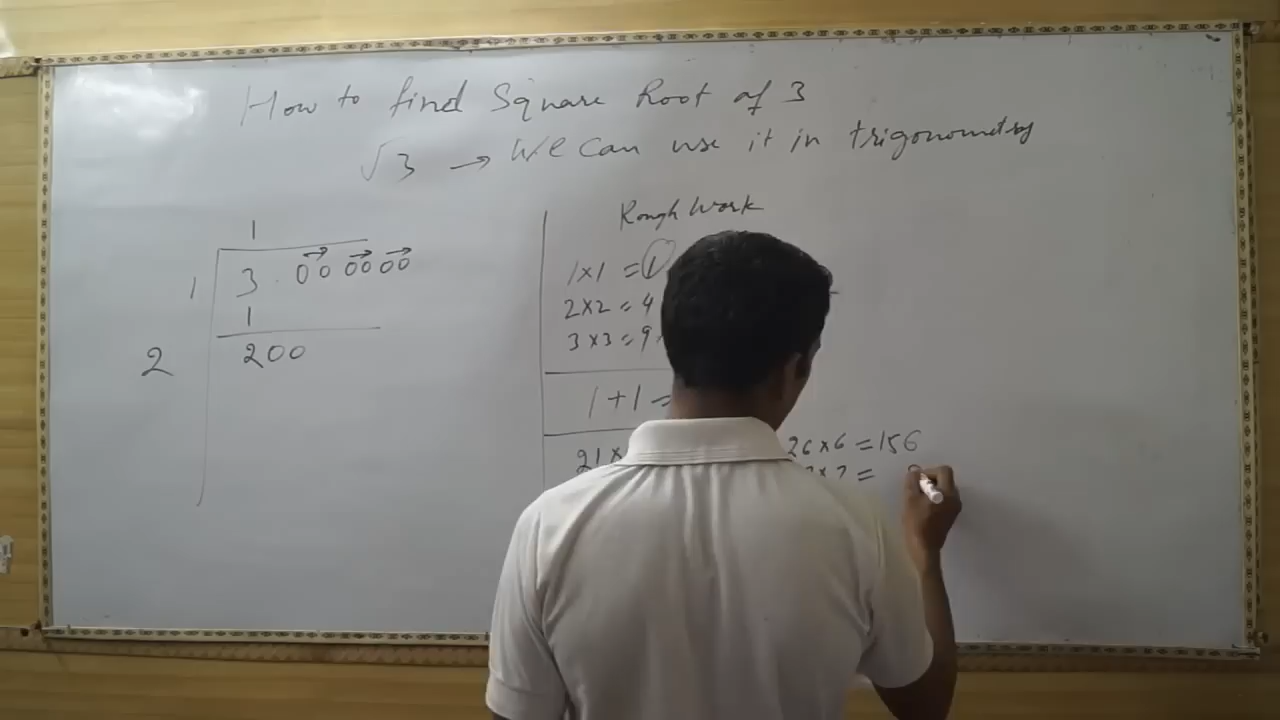 How to find Square Root of 3
√3 → We can use it in trigonometry
1
1 3.00 00 00
1
2 200
Rough Work
1×1 = 1
2×2 = 4
3×3 = 9
1+1 =
21×
26×6 = 156
×7 =